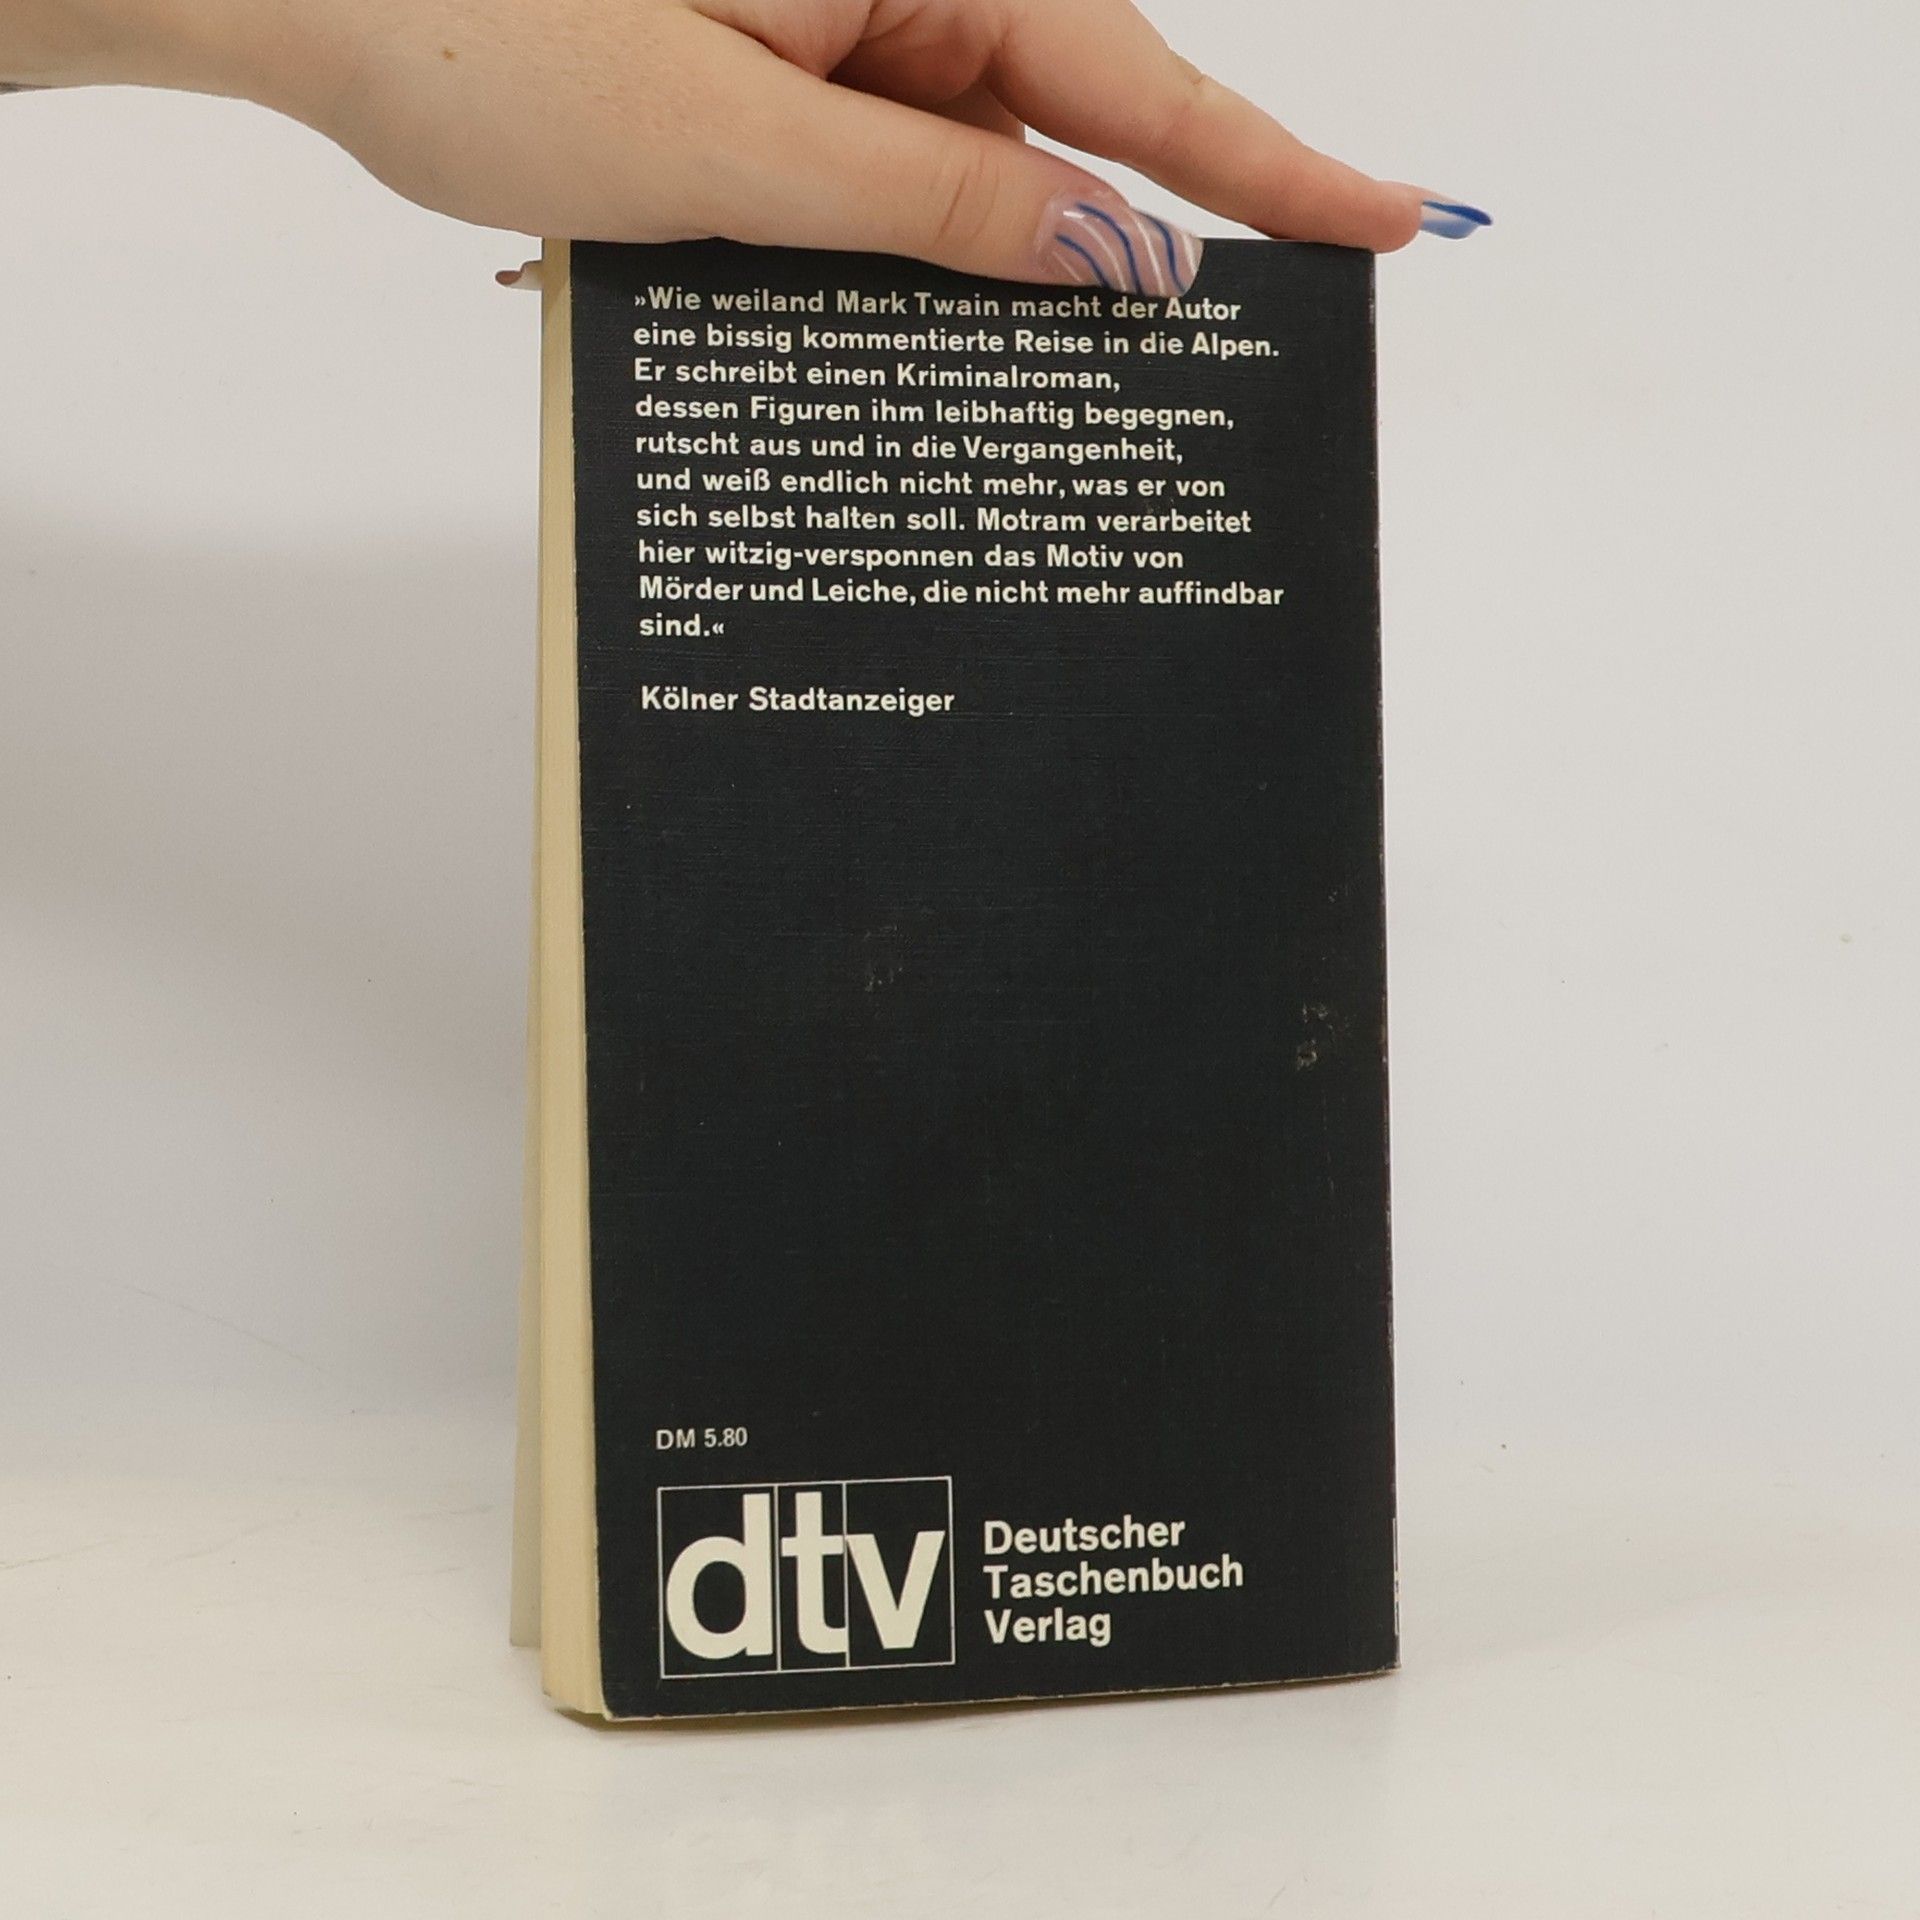 »Wie weiland Mark Twain macht der Autor
eine bissig kommentierte Reise in die Alpen.
Er schreibt einen Kriminalroman,
dessen Figuren ihm leibhaftig begegnen,
rutscht aus und in die Vergangenheit,
und weiß endlich nicht mehr, was er von
sich selbst halten soll. Motram verarbeitet
hier witzig-versponnen das Motiv von
Mörder und Leiche, die nicht mehr auffindbar
sind.«
Kölner Stadtanzeiger
DM 5.80
dtv
Deutscher
Taschenbuch
Verlag